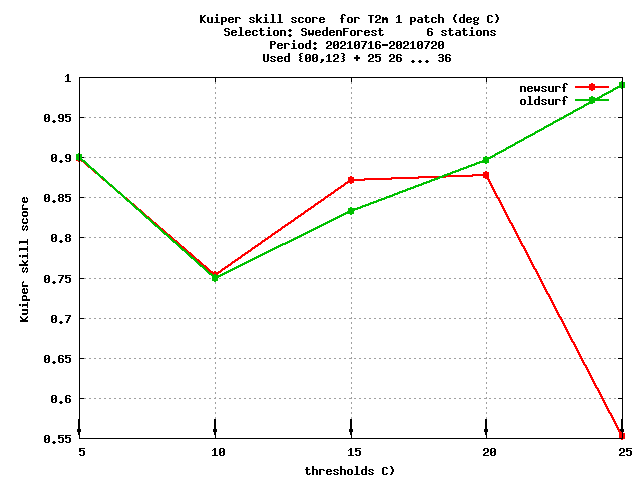 Kuiper skill score  for T2m 1 patch (deg C)
Selection: SwedenForest      6 stations
Period: 20210716-20210720
Used {00,12} + 25 26 ... 36
newsurf
oldsurf
1
0.95
0.9
0.85
0.8
0.75
0.7
0.65
0.6
0.55
Kuiper skill score
5 10 15 20 25
thresholds C)